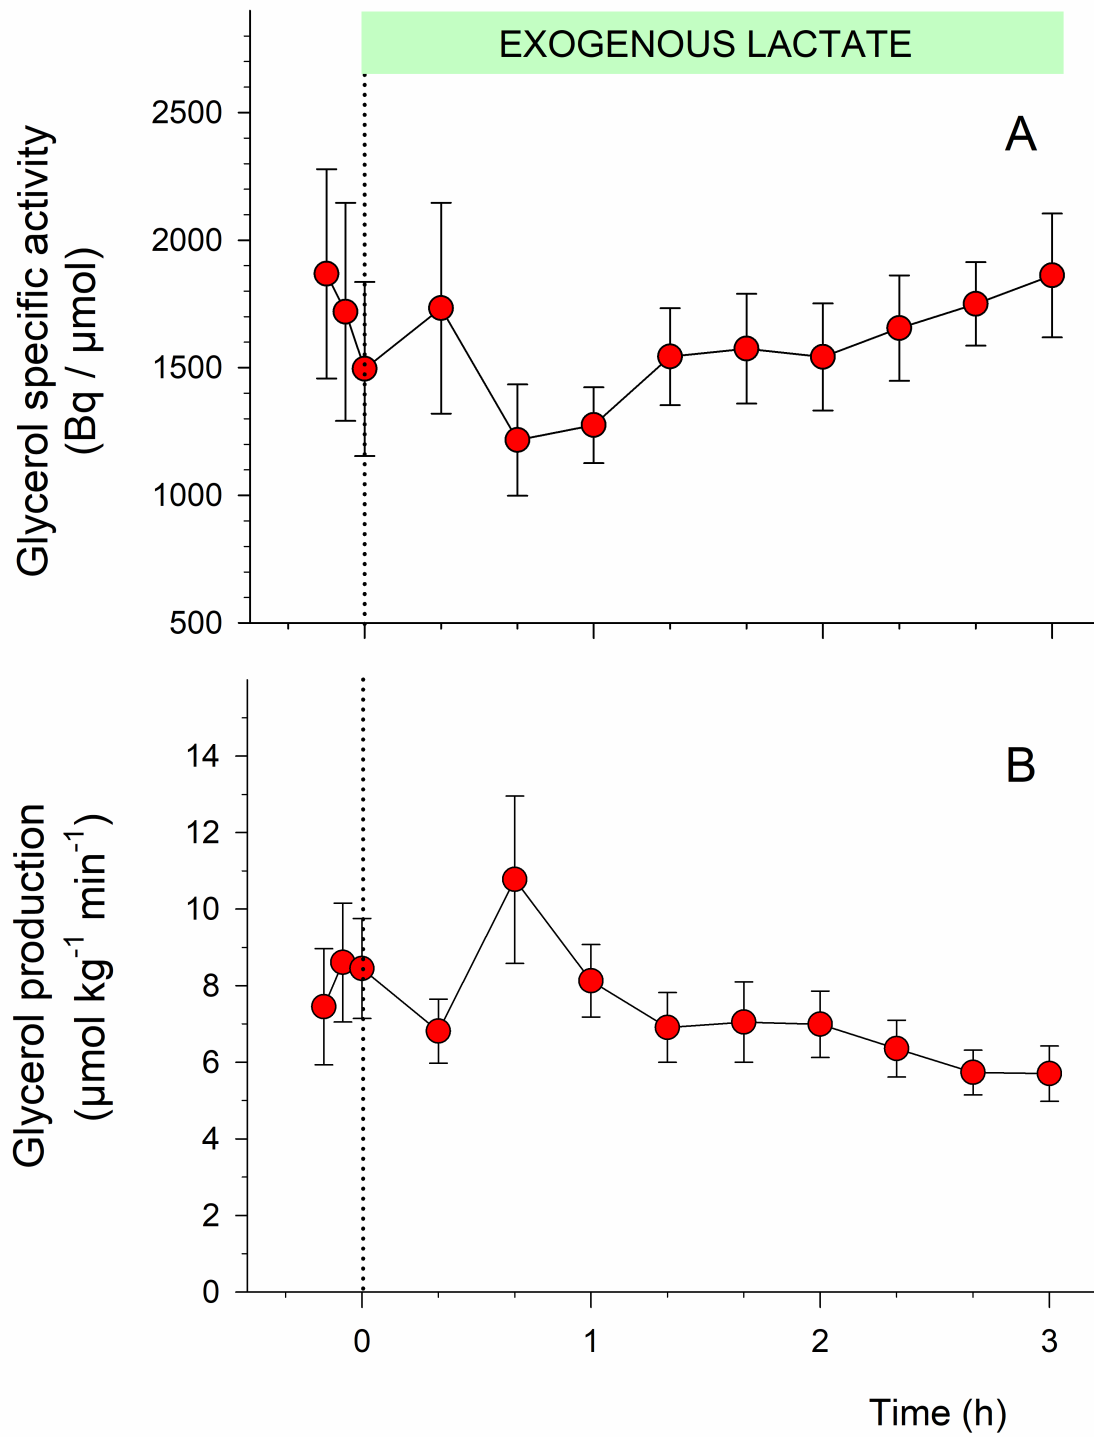 EXOGENOUS LACTATE
A
Glycerol specific activity
(Bq / µmol)
2500
2000
1500
1000
500
B
Glycerol production
(µmol kg⁻¹ min⁻¹)
14
12
10
8
6
4
2
0
0 1 2 3
Time (h)